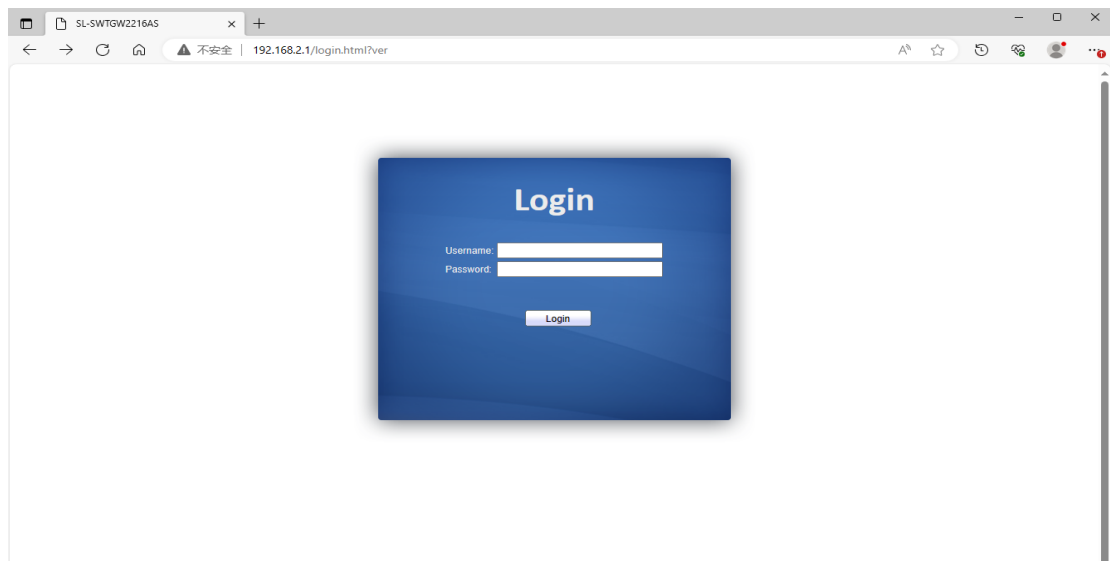 SL-SWTGW2216AS
不安全 | 192.168.2.1/login.html?ver
Login
Username:
Password:
Login